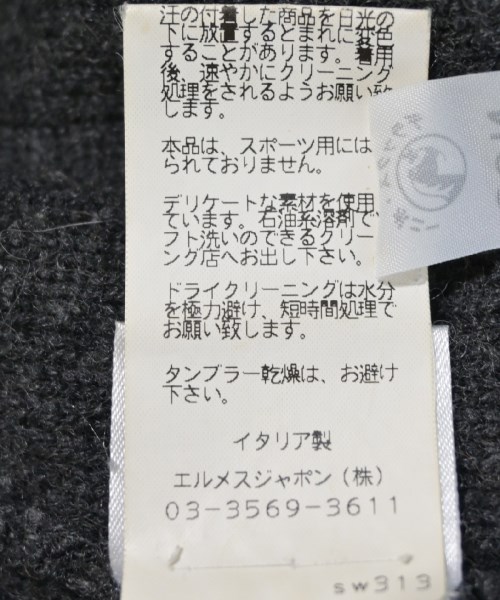 汗の付着した商品を日光の
下に放置するとまれに変色
することがあります。着用
後、速やかにクリーニング
処理をされるようお願い致
します。
本品は、スポーツ用には
られておりません。
デリケートな素材を使用
ています。石油系溶剤で
フト洗いのできるクリー
ング店へお出し下さい。
ドライクリーニングは水分
を極力避け、短時間処理で
お願い致します。
タンブラー乾燥は、お避け
下さい。
イタリア製
エルメスジャポン（株）
03-3569-3611
sw313